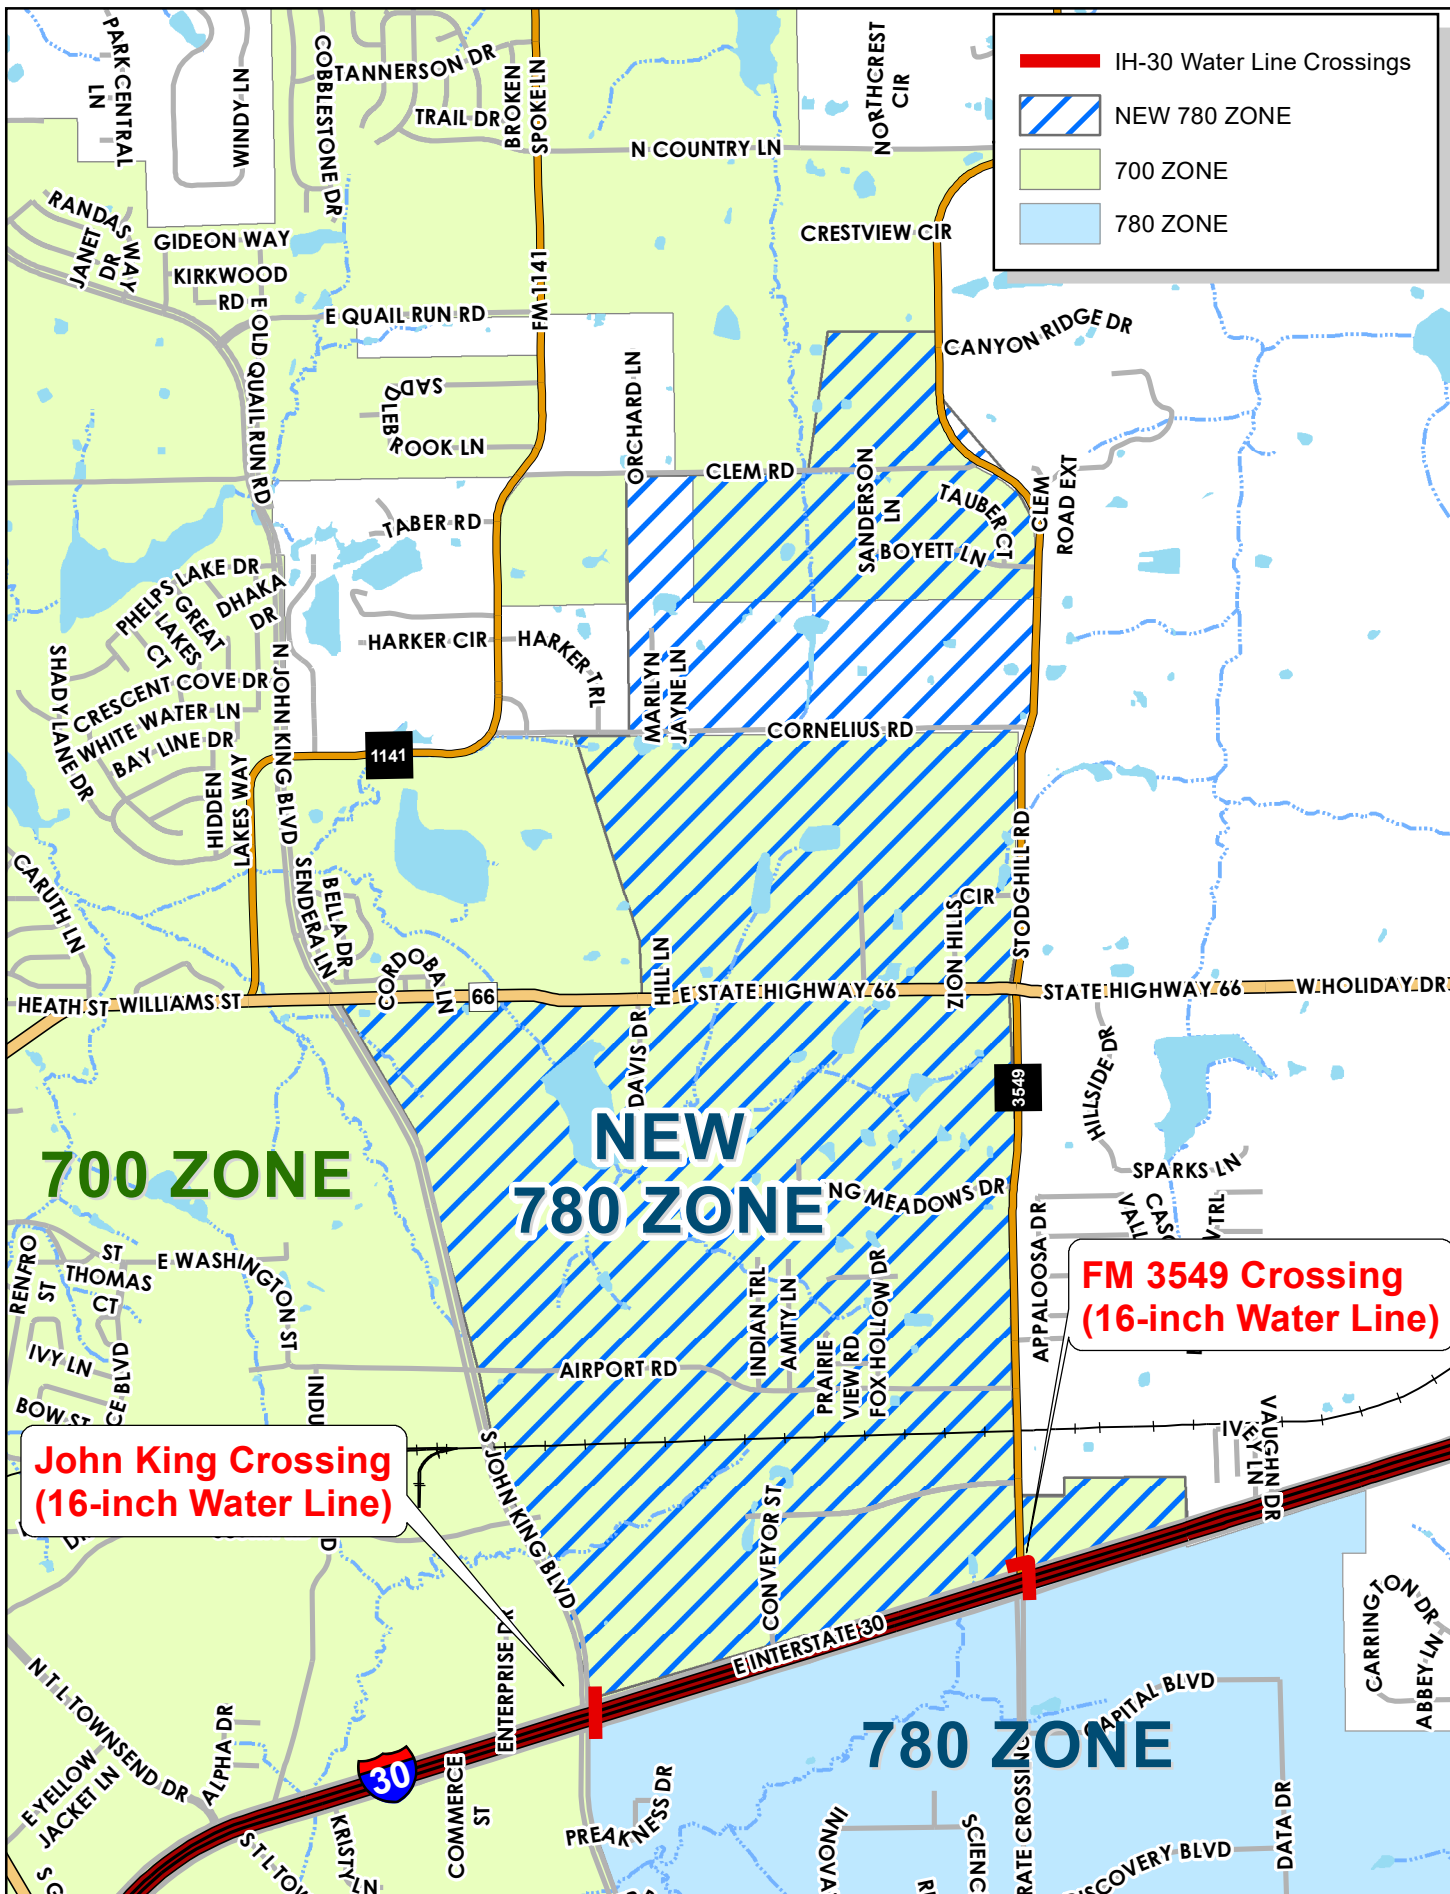 IH-30 Water Line Crossings
NEW 780 ZONE
700 ZONE
780 ZONE
PARK CENTRAL
LN
WINDY LN
COBBLESTONE DR
TANNERSON DR
TRAIL DR
BROKEN
SPOKE LN
NORTHCREST
CIR
N COUNTRY LN
RANDAS WAY
JANET
DR
GIDEON WAY
KIRKWOOD
RD
E OLD QUAIL RUN RD
E QUAIL RUN RD
FM 1141
CRESTVIEW CIR
CANYON RIDGE DR
SADDLEBROOK LN
ORCHARD LN
CLEM RD
SANDERSON
LN
TAUBER CT
BOYETT LN
CLEM
ROAD EXT
TABER RD
PHELPS LAKE DR
GREAT
LAKES
CT
DHAKA
DR
HARKER CIR
HARKER TRL
MARILYN
JAYNE LN
SHADY LANE DR
CRESCENT COVE DR
WHITE WATER LN
BAY LINE DR
HIDDEN
LAKES WAY
N JOHN KING BLVD
1141
CORNELIUS RD
CARUTH LN
SENDERA LN
BELLA DR
CORDOBA LN
HILL LN
ZION HILLS
CIR
STODGHILL RD
HEATH ST
WILLIAMS ST
66
E STATE HIGHWAY 66
STATE HIGHWAY 66
W HOLIDAY DR
DAVIS DR
3549
HILLSIDE DR
SPARKS LN
NEW
780 ZONE
700 ZONE
NG MEADOWS DR
RENFRO
ST
ST
THOMAS
CT
E WASHINGTON ST
INDIAN TRL
AMITY LN
PRAIRIE
VIEW RD
FOX HOLLOW DR
APPALOOSA DR
FM 3549 Crossing
(16-inch Water Line)
IVY LN
BOW ST
AIRPORT RD
John King Crossing
(16-inch Water Line)
S JOHN KING BLVD
CONVEYOR ST
IVEY LN
VAUGHN DR
E INTERSTATE 30
ENTERPRISE DR
CARRINGTON DR
ABBEY LN
N T L TOWNSEND DR
ALPHA DR
E YELLOW
JACKET LN
30
780 ZONE
CAPITAL BLVD
COMMERCE
ST
KRISTY LN
PREAKNESS DR
DATA DR